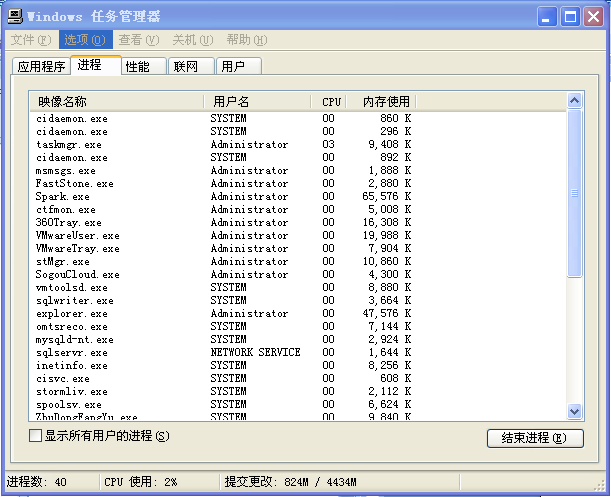 Windows 任务管理器
文件(F) 选项(O) 查看(V) 关机(U) 帮助(H)
应用程序 进程 性能 联网 用户
映像名称 用户名 CPU 内存使用
cidaemon.exe SYSTEM 00 860 K
cidaemon.exe SYSTEM 00 296 K
taskmgr.exe Administrator 03 9,408 K
cidaemon.exe SYSTEM 00 892 K
msmsgs.exe Administrator 00 1,888 K
FastStone.exe Administrator 00 2,880 K
Spark.exe Administrator 00 65,576 K
ctfmon.exe Administrator 00 5,008 K
360Tray.exe Administrator 00 16,308 K
VMwareUser.exe Administrator 00 19,988 K
VMwareTray.exe Administrator 00 7,904 K
stMgr.exe Administrator 00 10,860 K
SogouCloud.exe Administrator 00 4,300 K
vmtoolsd.exe SYSTEM 00 8,880 K
sqlwriter.exe SYSTEM 00 3,664 K
explorer.exe Administrator 00 47,576 K
omtsreco.exe SYSTEM 00 7,144 K
mysqld-nt.exe SYSTEM 00 2,924 K
sqlservr.exe NETWORK SERVICE 00 1,644 K
inetinfo.exe SYSTEM 00 8,256 K
cisvc.exe SYSTEM 00 608 K
stormliv.exe SYSTEM 00 2,112 K
spoolsv.exe SYSTEM 00 6,624 K
ZhuDongFangYu.exe SYSTEM 00 9,840 K
显示所有用户的进程(S) 结束进程(E)
进程数: 40 CPU 使用: 2% 提交更改: 824M / 4434M